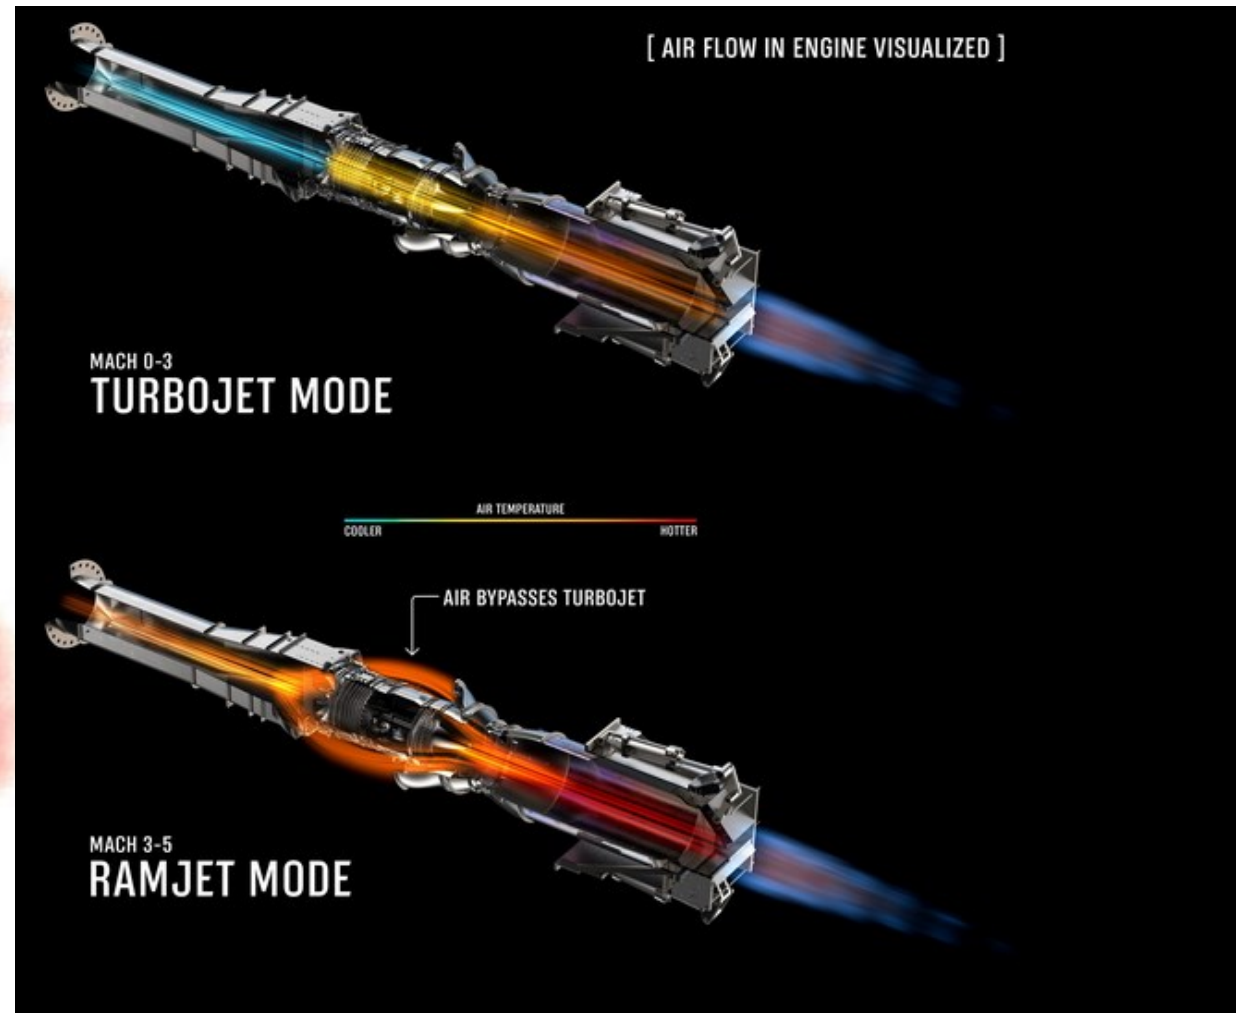 [ AIR FLOW IN ENGINE VISUALIZED ]
MACH 0-3
TURBOJET MODE
AIR TEMPERATURE
COOLER
HOTTER
AIR BYPASSES TURBOJET
MACH 3-5
RAMJET MODE